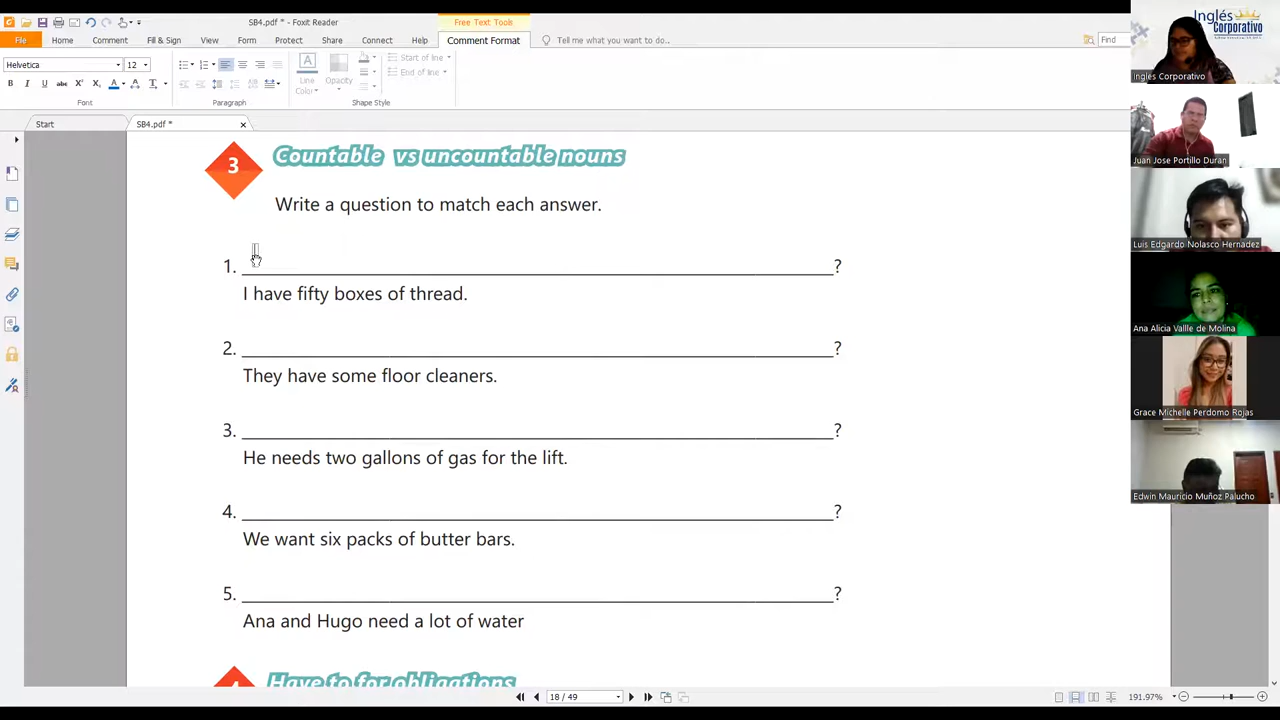 SB4.pdf * - Foxit Reader
Free Text Tools
File Home Comment Fill & Sign View Form Protect Share Connect Help Comment Format Tell me what you want to do... Find
Helvetica 12
Line Color Opacity Start of line
End of line
Font Paragraph Shape Style
Start SB4.pdf *
3 Countable vs uncountable nouns
Write a question to match each answer.
1. ?
I have fifty boxes of thread.
2. ?
They have some floor cleaners.
3. ?
He needs two gallons of gas for the lift.
4. ?
We want six packs of butter bars.
5. ?
Ana and Hugo need a lot of water
4 Have to for obligations
18 / 49
191.97%
Inglés Corporativo
Inglés Corporativo
Juan Jose Portillo Duran
Luis Edgardo Nolasco Hernadez
Ana Alicia Vallle de Molina
Grace Michelle Perdomo Rojas
Edwin Mauricio Muñoz Palucho